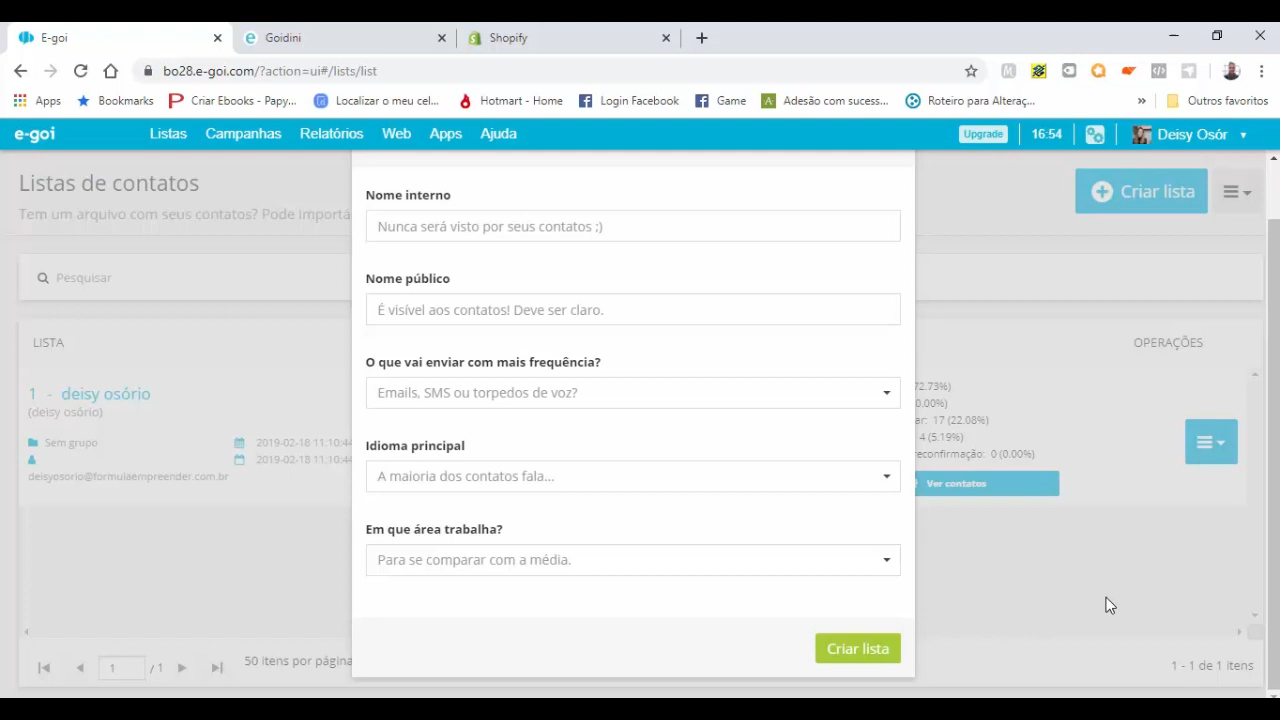 E-goi
Goidini
Shopify
bo28.e-goi.com/?action=ui#/lists/list
Apps
Bookmarks
Criar Ebooks - Papy...
Localizar o meu cel...
Hotmart - Home
Login Facebook
Game
Adesão com sucess...
Roteiro para Alteraç...
»
Outros favoritos
e-goi
Listas
Campanhas
Relatórios
Web
Apps
Ajuda
Upgrade
16:54
Deisy Osór
Listas de contatos
Criar lista
Tem um arquivo com seus contatos? Pode importá
Nome interno
Nunca será visto por seus contatos ;)
Pesquisar
Nome público
É visível aos contatos! Deve ser claro.
LISTA
OPERAÇÕES
O que vai enviar com mais frequência?
Emails, SMS ou torpedos de voz?
1 - deisy osório
(deisy osório)
72.73%)
0.00%)
ar: 17 (22.08%)
4 (5.19%)
reconfirmação: 0 (0.00%)
Sem grupo
2019-02-18 11:10:44
2019-02-18 11:10:44
deisyosorio@formulaempreender.com.br
Ver contatos
Idioma principal
A maioria dos contatos fala...
Em que área trabalha?
Para se comparar com a média.
Criar lista
1 / 1
50 itens por página
1 - 1 de 1 itens